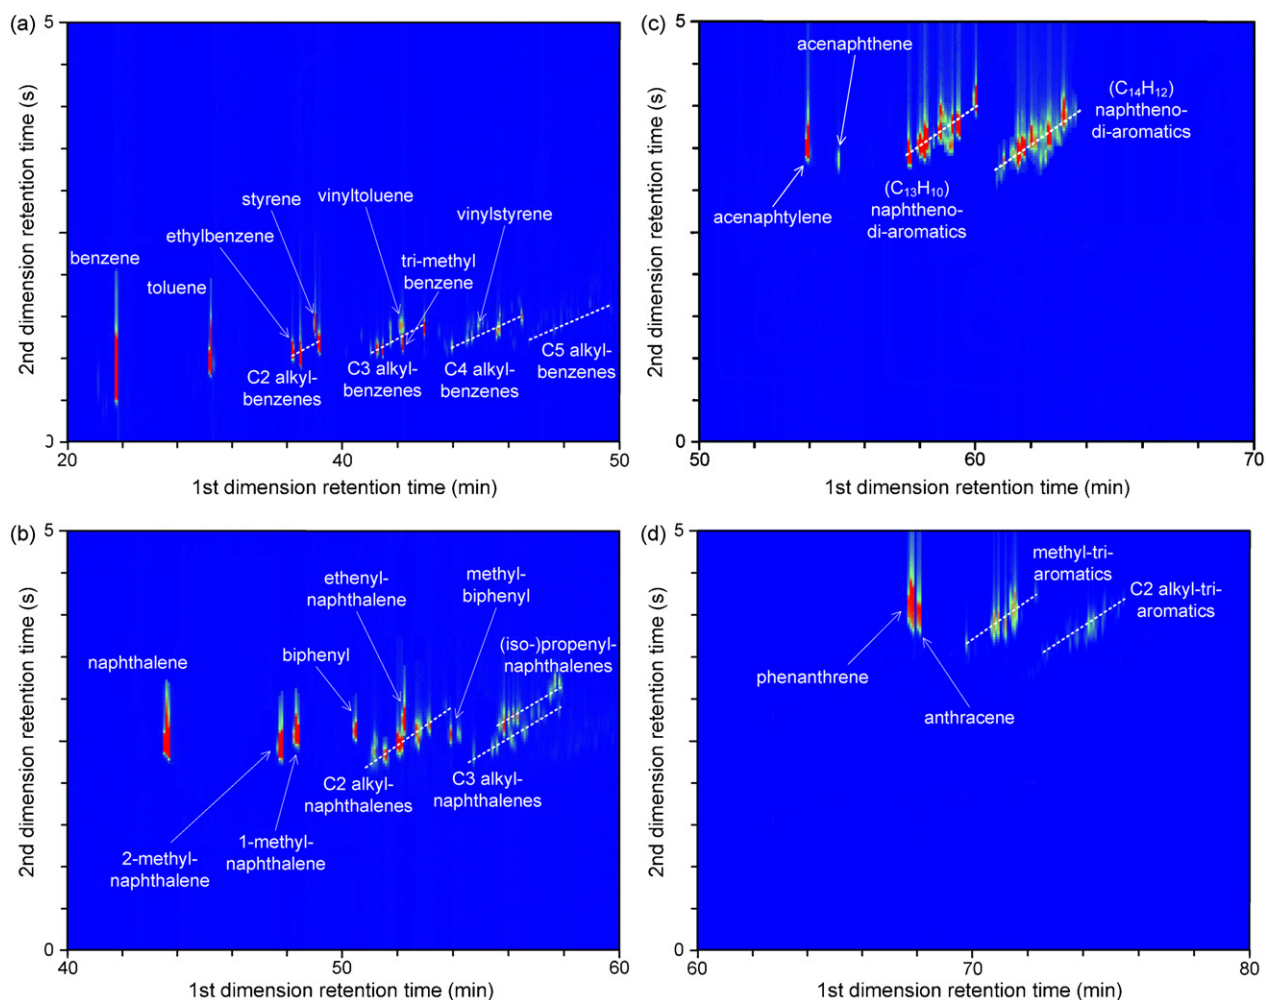 (a)
5
2nd dimension retention time (s)
benzene
toluene
ethylbenzene
styrene
vinyltoluene
tri-methyl
benzene
vinylstyrene
C2 alkyl-
benzenes
C3 alkyl-
benzenes
C4 alkyl-
benzenes
C5 alkyl-
benzenes
20
40
50
1st dimension retention time (min)
(c)
5
2nd dimension retention time (s)
acenaphthene
acenaphtylene
(C₁₃H₁₀)
naphtheno-
di-aromatics
(C₁₄H₁₂)
naphtheno-
di-aromatics
0
50
60
70
1st dimension retention time (min)
(b)
5
2nd dimension retention time (s)
naphthalene
2-methyl-
naphthalene
1-methyl-
naphthalene
biphenyl
ethenyl-
naphthalene
methyl-
biphenyl
(iso-)propenyl-
naphthalenes
C2 alkyl-
naphthalenes
C3 alkyl-
naphthalenes
0
40
50
60
1st dimension retention time (min)
(d)
5
2nd dimension retention time (s)
phenanthrene
anthracene
methyl-tri-
aromatics
C2 alkyl-tri-
aromatics
0
60
70
80
1st dimension retention time (min)